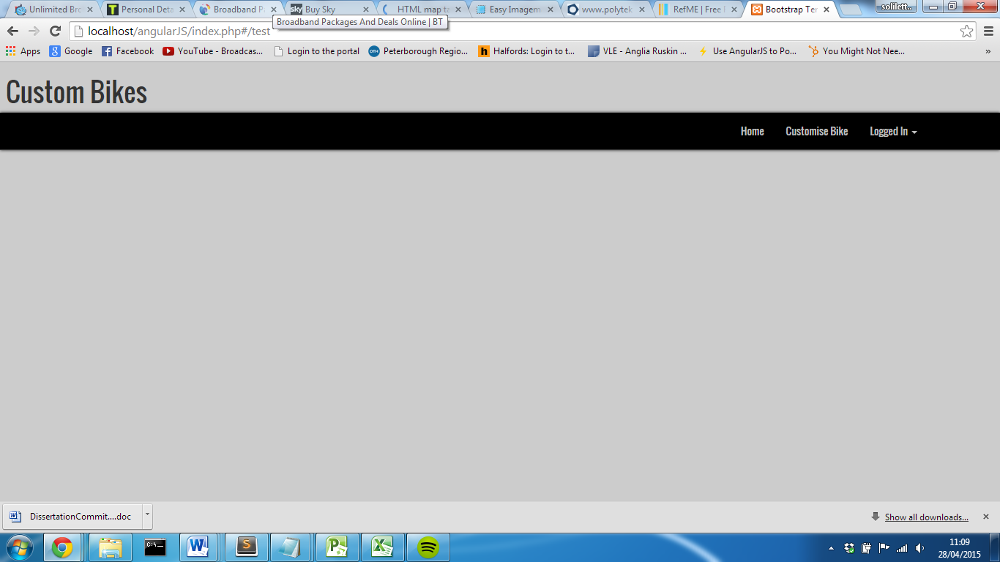 Unlimited Bro
Personal Deta
Broadband P
sky Buy Sky
HTML map ta
Easy Imagem
www.polytek
RefME | Free
Bootstrap Ter
solilett..
localhost/angularJS/index.php#/test
Broadband Packages And Deals Online | BT
Apps
Google
Facebook
YouTube - Broadcas...
Login to the portal
Peterborough Regio...
Halfords: Login to t...
VLE - Anglia Ruskin ...
Use AngularJS to Po...
You Might Not Nee...
»
Custom Bikes
Home
Customise Bike
Logged In
DissertationCommit....doc
Show all downloads...
11:09
28/04/2015